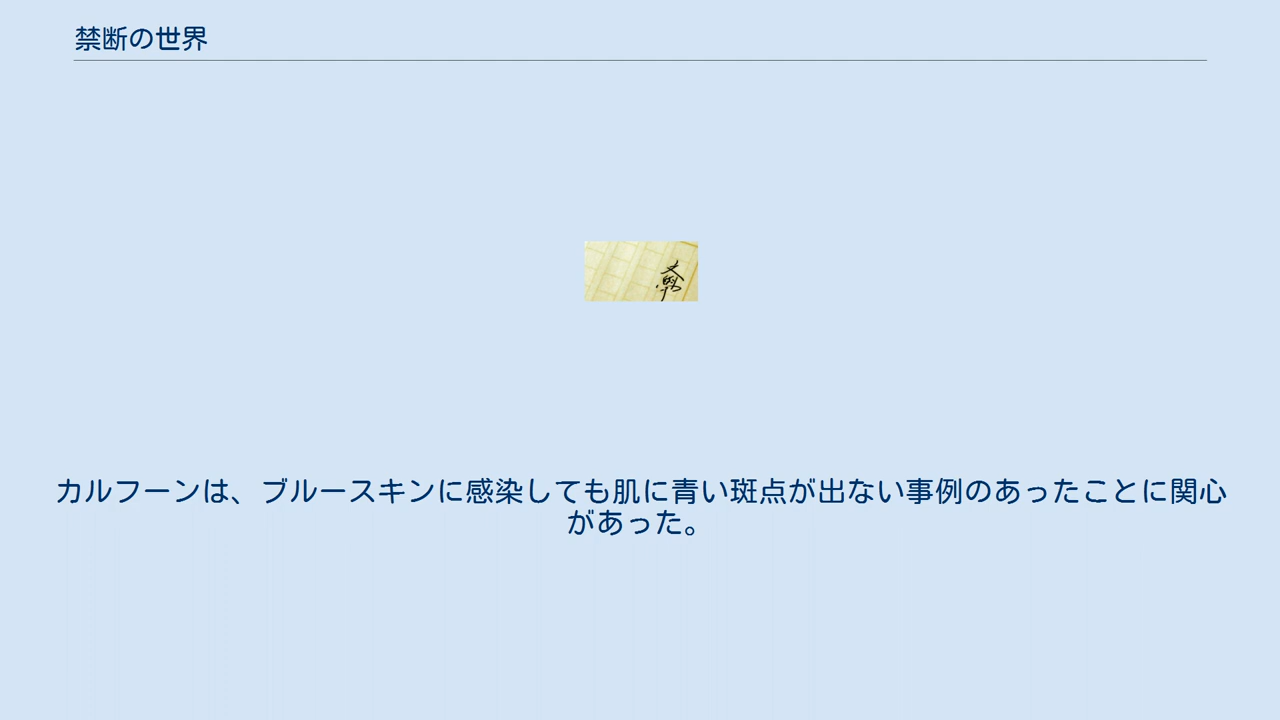 禁断の世界
カルフーンは、ブルースキンに感染しても肌に青い斑点が出ない事例のあったことに関心
があった。